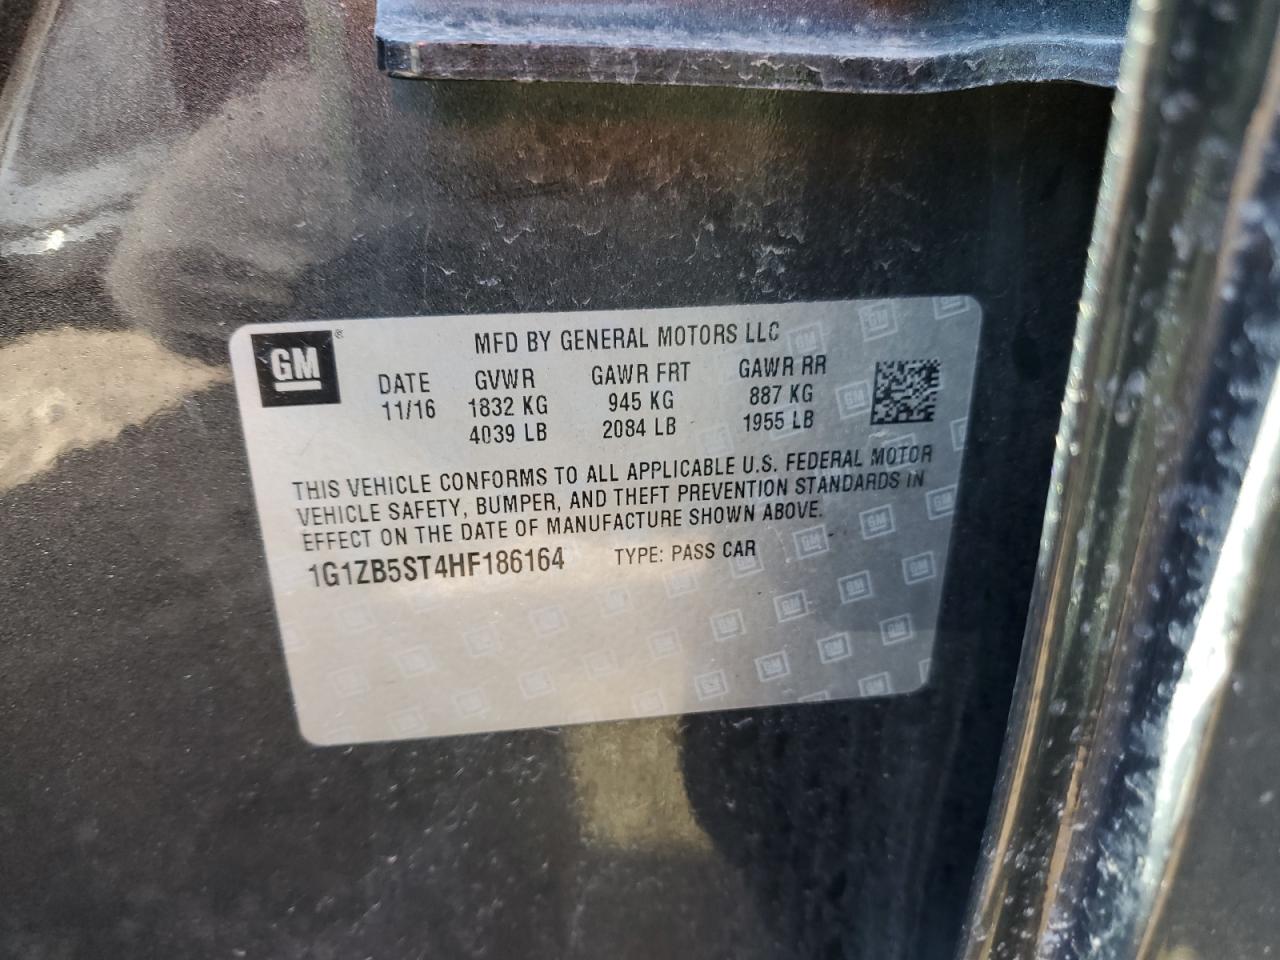 GM ®
MFD BY GENERAL MOTORS LLC
DATE GVWR GAWR FRT GAWR RR
11/16 1832 KG 945 KG 887 KG
4039 LB 2084 LB 1955 LB
THIS VEHICLE CONFORMS TO ALL APPLICABLE U.S. FEDERAL MOTOR
VEHICLE SAFETY, BUMPER, AND THEFT PREVENTION STANDARDS IN
EFFECT ON THE DATE OF MANUFACTURE SHOWN ABOVE.
1G1ZB5ST4HF186164 TYPE: PASS CAR